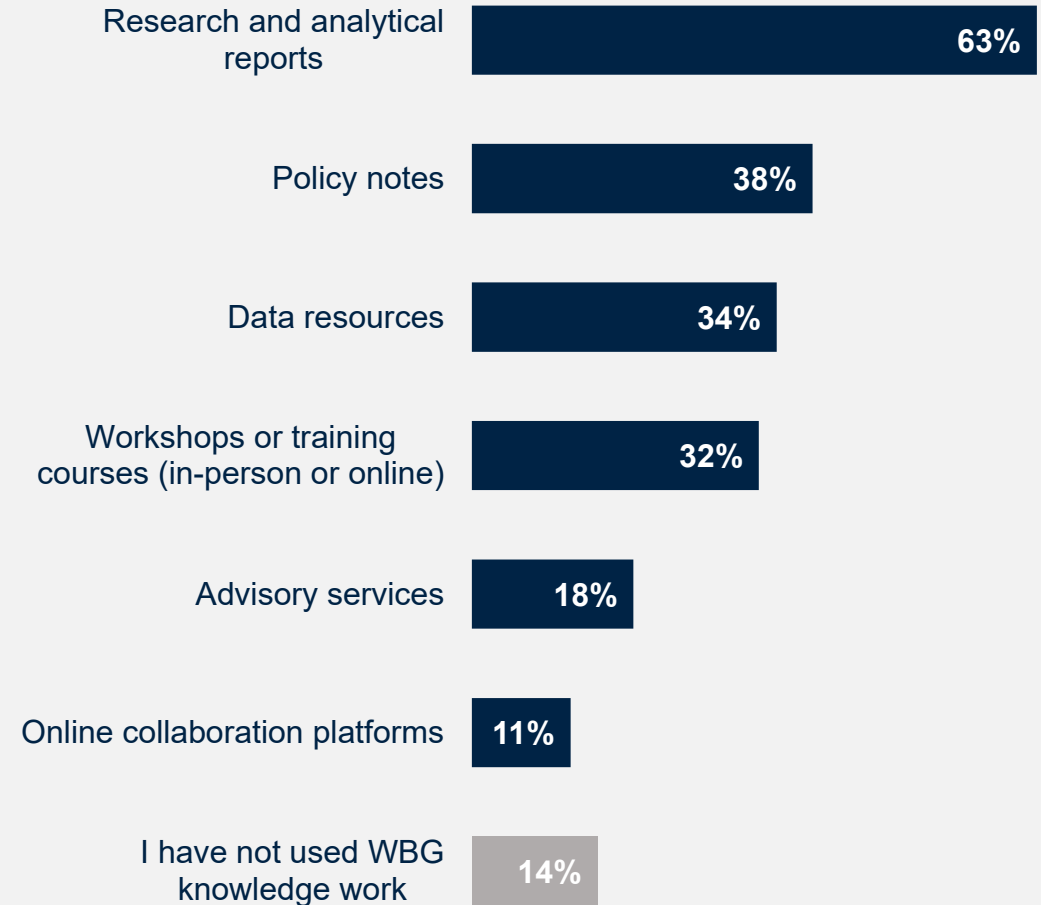 Research and analytical
reports
63%
Policy notes
38%
Data resources
34%
Workshops or training
courses (in-person or online)
32%
Advisory services
18%
Online collaboration platforms
11%
I have not used WBG
knowledge work
14%